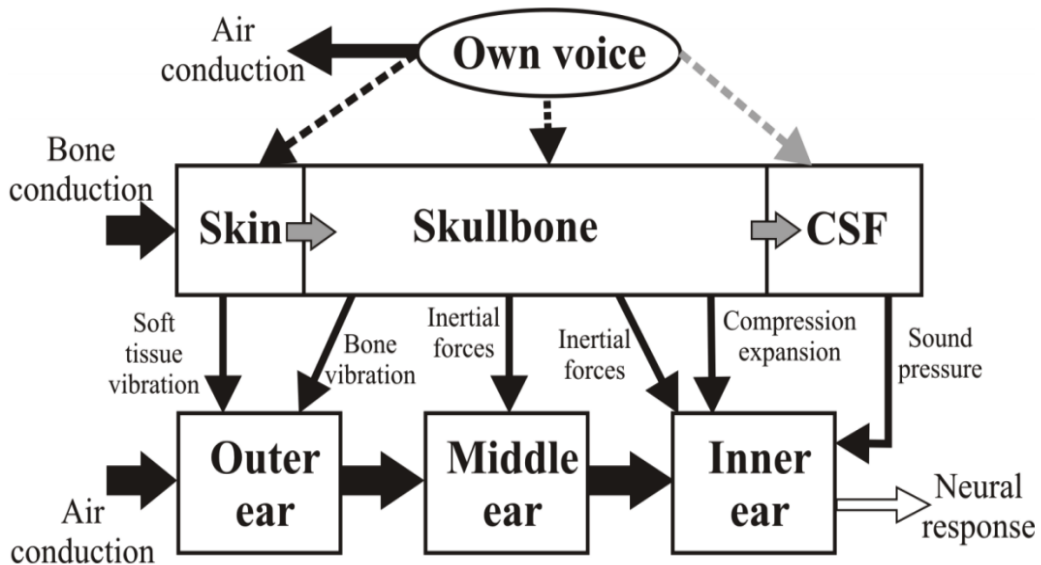 Air
conduction
Own voice
Bone
conduction
Skin
Skullbone
CSF
Soft
tissue
vibration
Bone
vibration
Inertial
forces
Inertial
forces
Compression
expansion
Sound
pressure
Outer
ear
Middle
ear
Inner
ear
Air
conduction
Neural
response